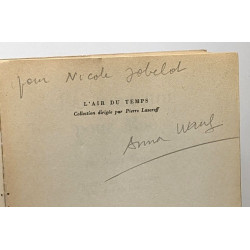 pour Nicole Jobelot
L'AIR DU TEMPS
Collection dirigée par Pierre Lazareff
Anna